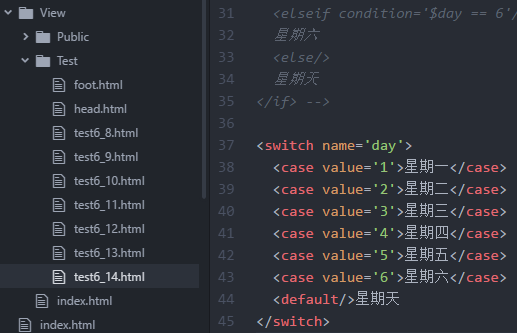 View
Public
Test
foot.html
head.html
test6_8.html
test6_9.html
test6_10.html
test6_11.html
test6_12.html
test6_13.html
test6_14.html
index.html
index.html
31 <elseif condition='$day == 6'/
32 星期六
33 <else/>
34 星期天
35 </if> -->
36
37 <switch name='day'>
38 <case value='1'>星期一</case>
39 <case value='2'>星期二</case>
40 <case value='3'>星期三</case>
41 <case value='4'>星期四</case>
42 <case value='5'>星期五</case>
43 <case value='6'>星期六</case>
44 <default/>星期天
45 </switch>